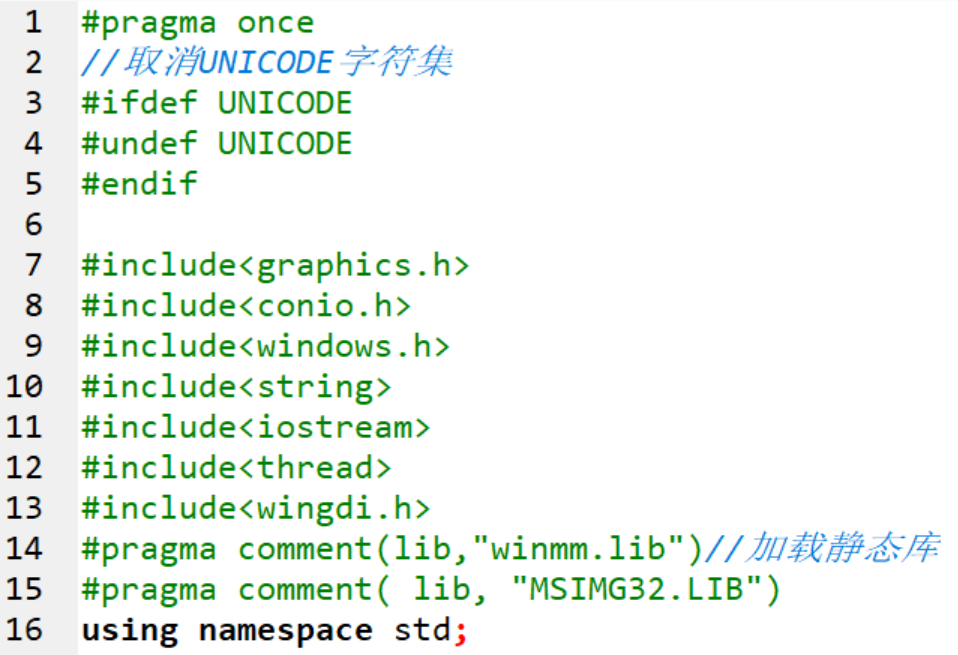 1 #pragma once
2 //取消UNICODE字符集
3 #ifdef UNICODE
4 #undef UNICODE
5 #endif
6
7 #include<graphics.h>
8 #include<conio.h>
9 #include<windows.h>
10 #include<string>
11 #include<iostream>
12 #include<thread>
13 #include<wingdi.h>
14 #pragma comment(lib,"winmm.lib")//加载静态库
15 #pragma comment( lib, "MSIMG32.LIB")
16 using namespace std;